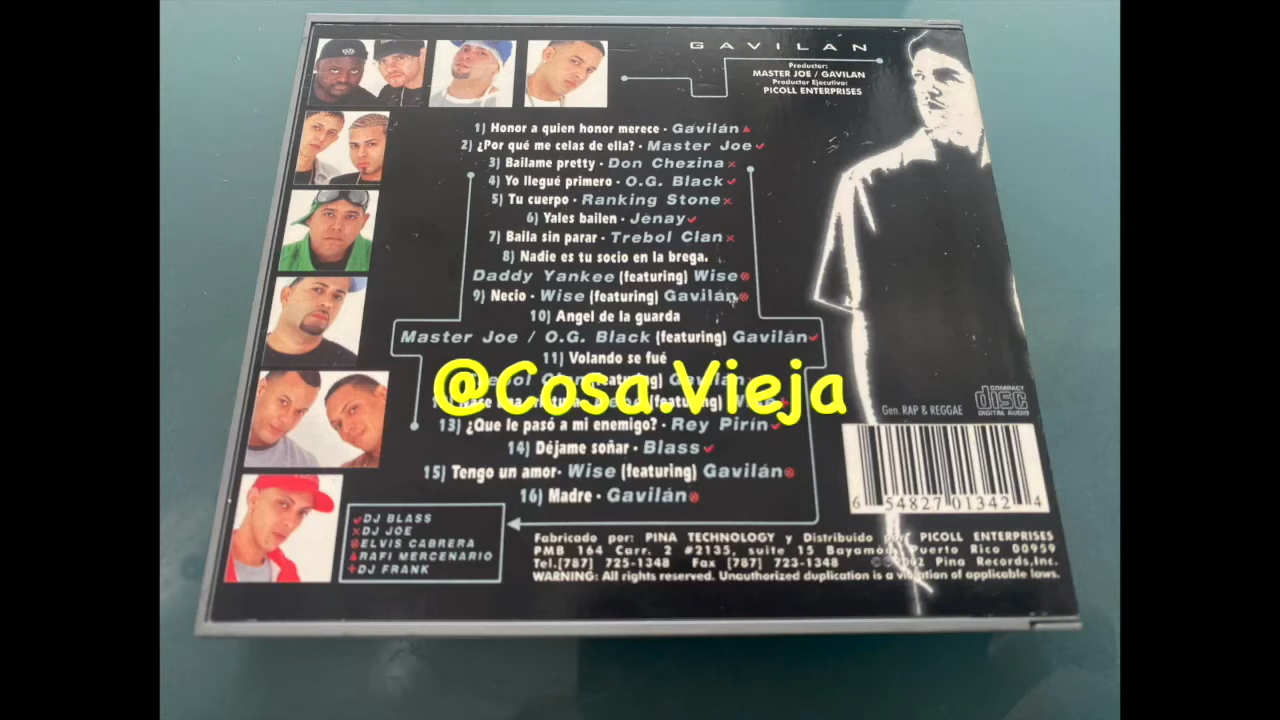 GAVILAN
Productor:
MASTER JOE / GAVILAN
Productor Ejecutivo:
PICOLL ENTERPRISES
1) Honor a quien honor merece - Gavilán
2) ¿Por qué me celas de ella? - Master Joe
3) Bailame pretty - Don Chezina
4) Yo llegué primero - O.G. Black
5) Tu cuerpo - Ranking Stone
6) Yales bailen - Jenay
7) Baila sin parar - Trebol Clan
8) Nadie es tu socio en la brega.
Daddy Yankee (featuring) Wise
9) Necio - Wise (featuring) Gavilán
10) Angel de la guarda
Master Joe / O.G. Black (featuring) Gavilán
11) Volando se fué
@Cosa.Vieja
13) ¿Que le pasó a mi enemigo? - Rey Pirín
14) Déjame soñar - Blass
15) Tengo un amor- Wise (featuring) Gavilán
16) Madre - Gavilán
Gen. RAP & REGGAE
COMPACT
disc
DIGITAL AUDIO
6 54827 01342 4
DJ BLASS
DJ JOE
ELVIS CABRERA
RAFI MERCENARIO
DJ FRANK
Fabricado por: PINA TECHNOLOGY y Distribuido por PICOLL ENTERPRISES
PMB 164 Carr. 2 #2135, suite 15 Bayamón, Puerto Rico 00959
Tel.[787] 725-1348 Fax [787] 723-1348 ©℗2002 Pina Records,Inc.
WARNING: All rights reserved. Unauthorized duplication is a violation of applicable laws.